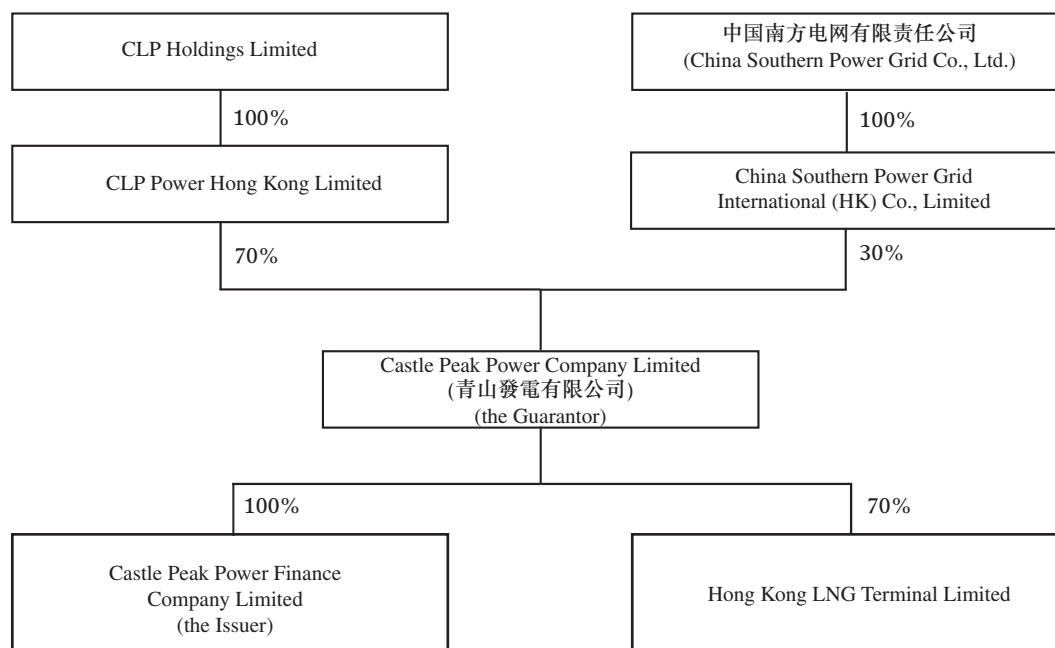 CLP Holdings Limited
中国南方电网有限责任公司
(China Southern Power Grid Co., Ltd.)
100%
100%
CLP Power Hong Kong Limited
China Southern Power Grid
International (HK) Co., Limited
70%
30%
Castle Peak Power Company Limited
(青山發電有限公司)
(the Guarantor)
100%
70%
Castle Peak Power Finance
Company Limited
(the Issuer)
Hong Kong LNG Terminal Limited